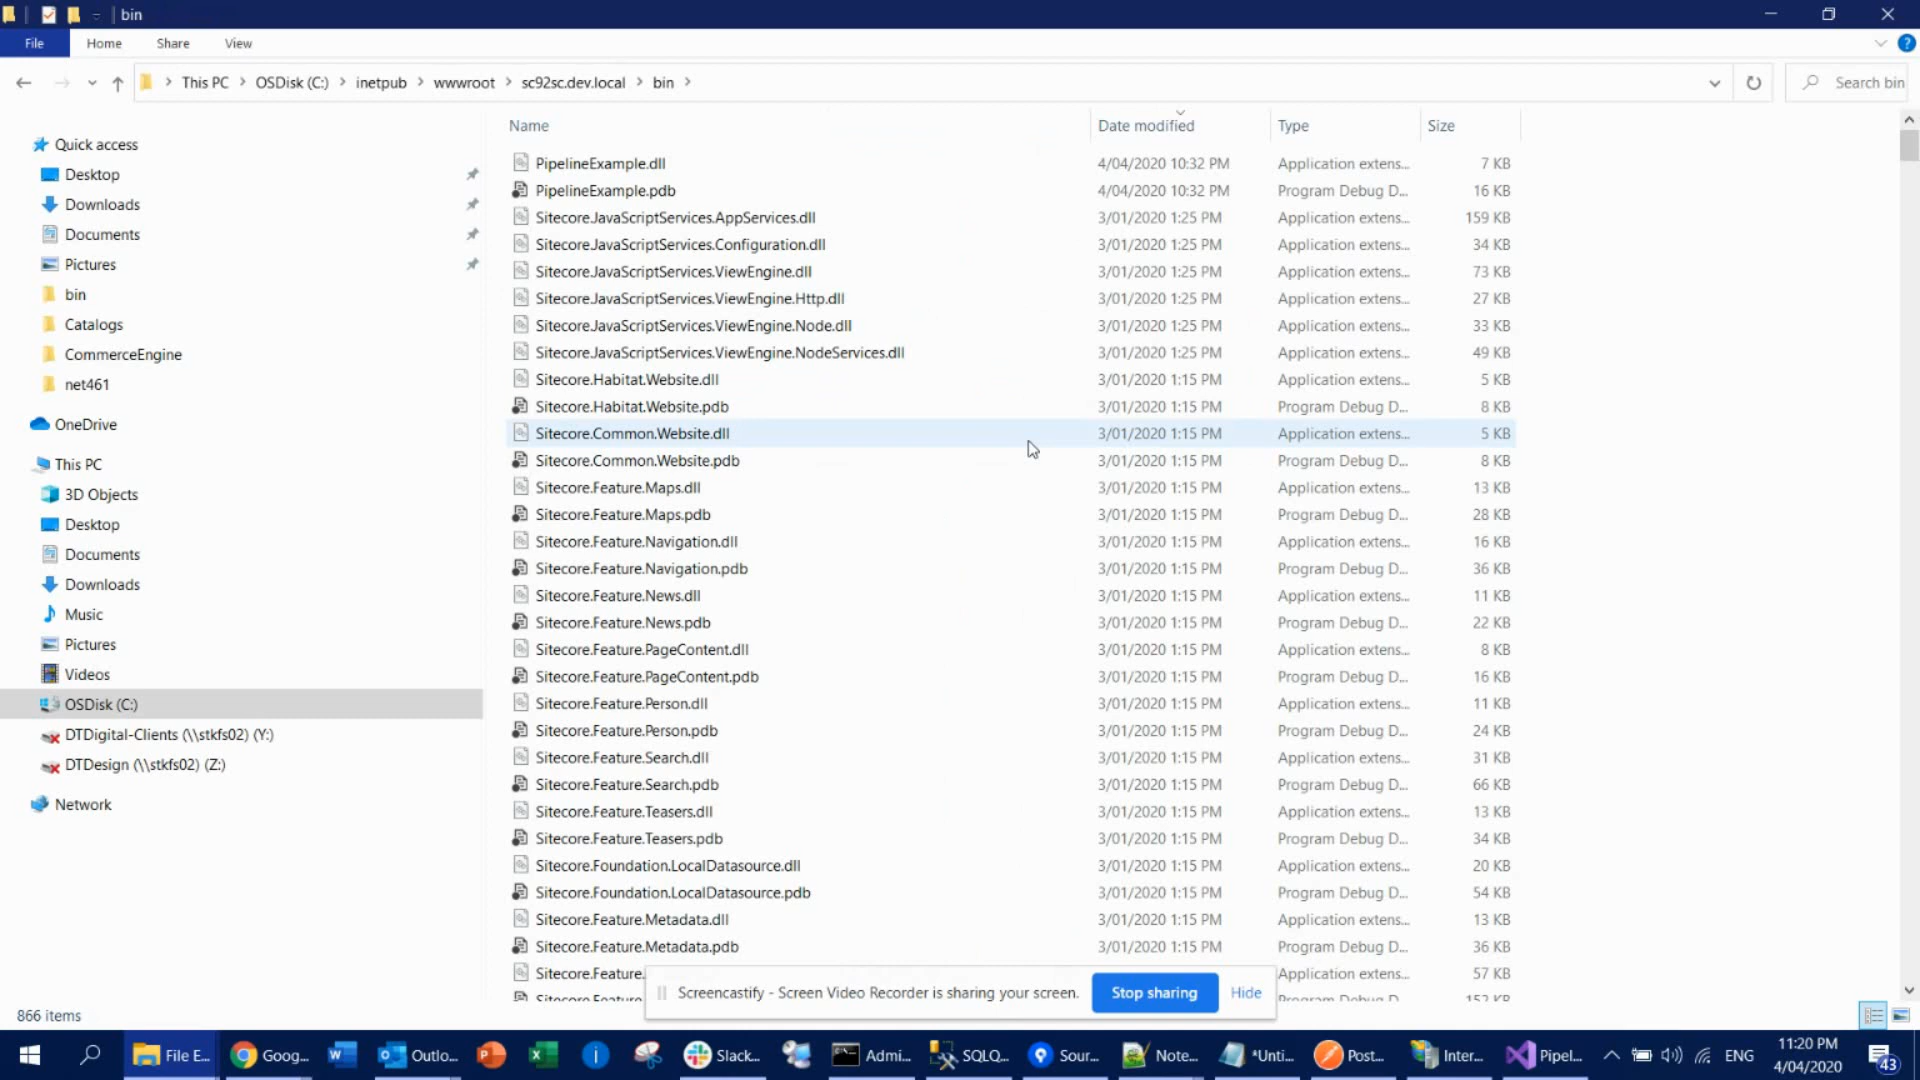 bin
File Home Share View
This PC OSDisk (C:) inetpub wwwroot sc92sc.dev.local bin Search bin
Name Date modified Type Size
Quick access
Desktop
Downloads
Documents
Pictures
bin
Catalogs
CommerceEngine
net461
OneDrive
This PC
3D Objects
Desktop
Documents
Downloads
Music
Pictures
Videos
OSDisk (C:)
DTDigital-Clients (\\stkfs02) (Y:)
DTDesign (\\stkfs02) (Z:)
Network
PipelineExample.dll 4/04/2020 10:32 PM Application extens... 7 KB
PipelineExample.pdb 4/04/2020 10:32 PM Program Debug D... 16 KB
Sitecore.JavaScriptServices.AppServices.dll 3/01/2020 1:25 PM Application extens... 159 KB
Sitecore.JavaScriptServices.Configuration.dll 3/01/2020 1:25 PM Application extens... 34 KB
Sitecore.JavaScriptServices.ViewEngine.dll 3/01/2020 1:25 PM Application extens... 73 KB
Sitecore.JavaScriptServices.ViewEngine.Http.dll 3/01/2020 1:25 PM Application extens... 27 KB
Sitecore.JavaScriptServices.ViewEngine.Node.dll 3/01/2020 1:25 PM Application extens... 33 KB
Sitecore.JavaScriptServices.ViewEngine.NodeServices.dll 3/01/2020 1:25 PM Application extens... 49 KB
Sitecore.Habitat.Website.dll 3/01/2020 1:15 PM Application extens... 5 KB
Sitecore.Habitat.Website.pdb 3/01/2020 1:15 PM Program Debug D... 8 KB
Sitecore.Common.Website.dll 3/01/2020 1:15 PM Application extens... 5 KB
Sitecore.Common.Website.pdb 3/01/2020 1:15 PM Program Debug D... 8 KB
Sitecore.Feature.Maps.dll 3/01/2020 1:15 PM Application extens... 13 KB
Sitecore.Feature.Maps.pdb 3/01/2020 1:15 PM Program Debug D... 28 KB
Sitecore.Feature.Navigation.dll 3/01/2020 1:15 PM Application extens... 16 KB
Sitecore.Feature.Navigation.pdb 3/01/2020 1:15 PM Program Debug D... 36 KB
Sitecore.Feature.News.dll 3/01/2020 1:15 PM Application extens... 11 KB
Sitecore.Feature.News.pdb 3/01/2020 1:15 PM Program Debug D... 22 KB
Sitecore.Feature.PageContent.dll 3/01/2020 1:15 PM Application extens... 8 KB
Sitecore.Feature.PageContent.pdb 3/01/2020 1:15 PM Program Debug D... 16 KB
Sitecore.Feature.Person.dll 3/01/2020 1:15 PM Application extens... 11 KB
Sitecore.Feature.Person.pdb 3/01/2020 1:15 PM Program Debug D... 24 KB
Sitecore.Feature.Search.dll 3/01/2020 1:15 PM Application extens... 31 KB
Sitecore.Feature.Search.pdb 3/01/2020 1:15 PM Program Debug D... 66 KB
Sitecore.Feature.Teasers.dll 3/01/2020 1:15 PM Application extens... 13 KB
Sitecore.Feature.Teasers.pdb 3/01/2020 1:15 PM Program Debug D... 34 KB
Sitecore.Foundation.LocalDatasource.dll 3/01/2020 1:15 PM Application extens... 20 KB
Sitecore.Foundation.LocalDatasource.pdb 3/01/2020 1:15 PM Program Debug D... 54 KB
Sitecore.Feature.Metadata.dll 3/01/2020 1:15 PM Application extens... 13 KB
Sitecore.Feature.Metadata.pdb 3/01/2020 1:15 PM Program Debug D... 36 KB
Sitecore.Feature. Application extens... 57 KB
Sitecore.Feature Program Debug D 152 KB
Screencastify - Screen Video Recorder is sharing your screen. Stop sharing Hide
866 items
File E... Goog... Outlo... Slack... Admi... SQLQ... Sour... Note... *Unti... Post... Inter... Pipel... ENG 11:20 PM
4/04/2020 43